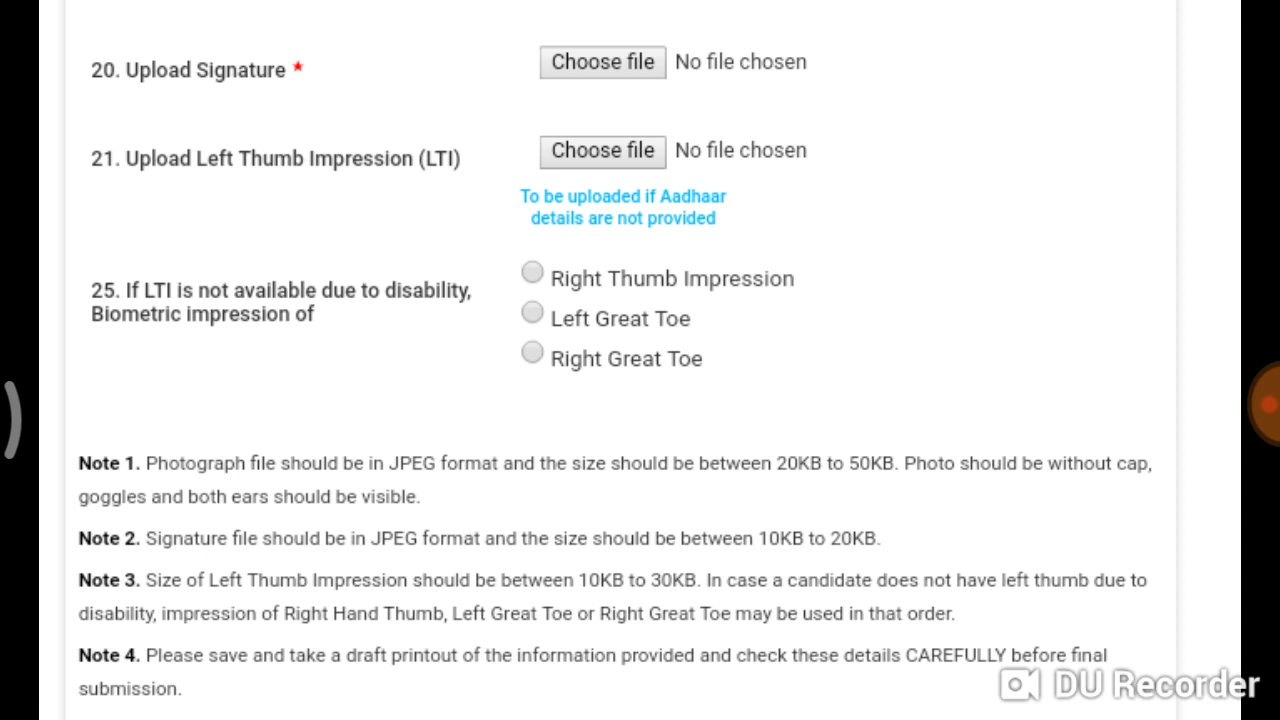 20. Upload Signature * Choose file No file chosen
21. Upload Left Thumb Impression (LTI) Choose file No file chosen
To be uploaded if Aadhaar
details are not provided
25. If LTI is not available due to disability,
Biometric impression of
Right Thumb Impression
Left Great Toe
Right Great Toe
Note 1. Photograph file should be in JPEG format and the size should be between 20KB to 50KB. Photo should be without cap,
goggles and both ears should be visible.
Note 2. Signature file should be in JPEG format and the size should be between 10KB to 20KB.
Note 3. Size of Left Thumb Impression should be between 10KB to 30KB. In case a candidate does not have left thumb due to
disability, impression of Right Hand Thumb, Left Great Toe or Right Great Toe may be used in that order.
Note 4. Please save and take a draft printout of the information provided and check these details CAREFULLY before final
submission.
DU Recorder